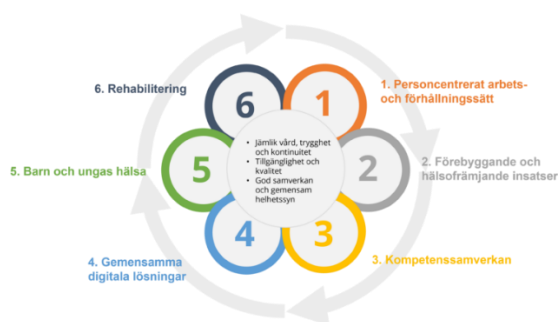 6. Rehabilitering
1. Personcentrerat arbets-
och förhållningssätt
6
1
• Jämlik vård, trygghet
och kontinuitet
• Tillgänglighet och
kvalitet
• God samverkan
och gemensam
helhetssyn
5. Barn och ungas hälsa
5
2
2. Förebyggande och
hälsofrämjande insatser
4
3
4. Gemensamma
digitala lösningar
3. Kompetenssamverkan